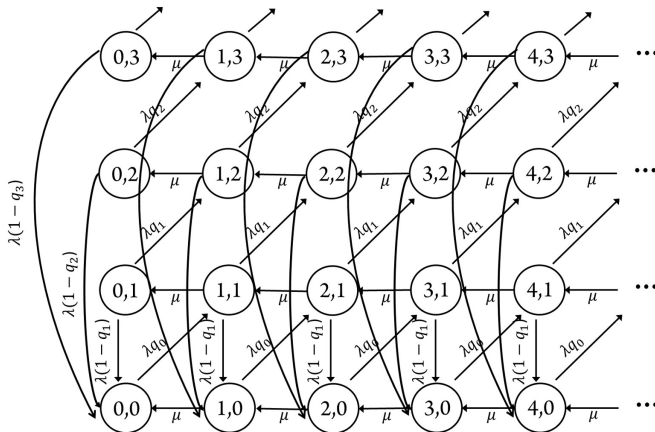 0,3 1,3 2,3 3,3 4,3 ...
μ μ μ μ μ
λq₂ λq₂ λq₂ λq₂ λq₂
0,2 1,2 2,2 3,2 4,2 ...
μ μ μ μ μ
λ(1 − q₃)
λq₁ λq₁ λq₁ λq₁ λq₁
λ(1 − q₂)
0,1 1,1 2,1 3,1 4,1 ...
μ μ μ μ μ
λ(1 − q₁) λq₀ λ(1 − q₁) λq₀ λ(1 − q₁) λq₀ λ(1 − q₁) λq₀ λ(1 − q₁) λq₀
0,0 1,0 2,0 3,0 4,0 ...
μ μ μ μ μ